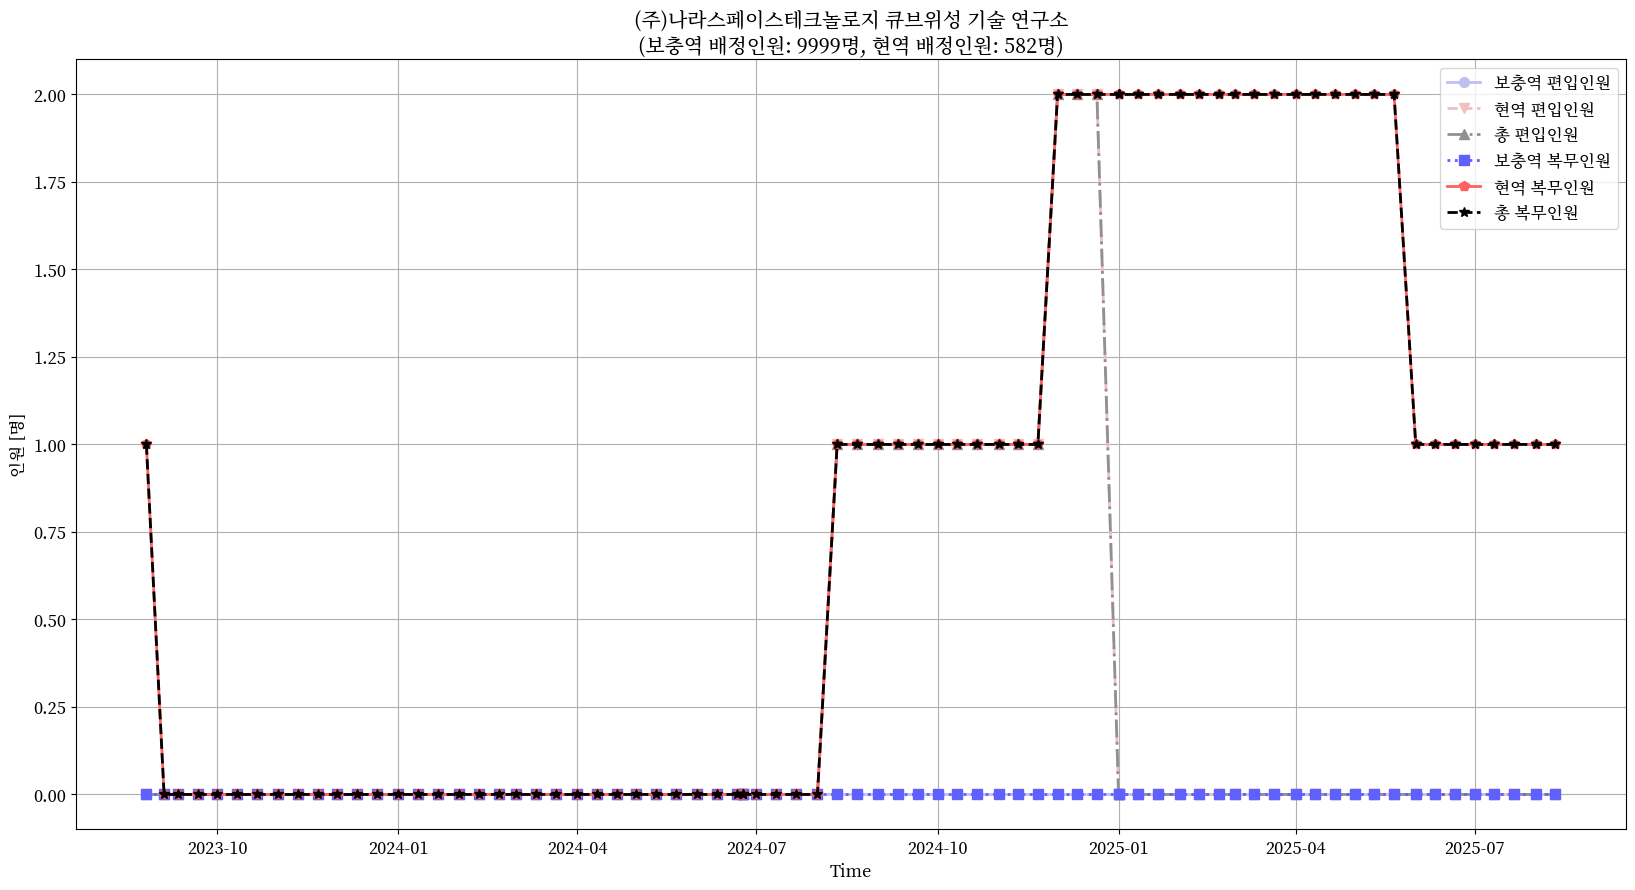 (주)나라스페이스테크놀로지 큐브위성 기술 연구소
(보충역 배정인원: 9999명, 현역 배정인원: 582명)
보충역 편입인원
현역 편입인원
총 편입인원
보충역 복무인원
현역 복무인원
총 복무인원
2.00
1.75
1.50
1.25
1.00
0.75
0.50
0.25
0.00
인원 [명]
2023-10 2024-01 2024-04 2024-07 2024-10 2025-01 2025-04 2025-07
Time